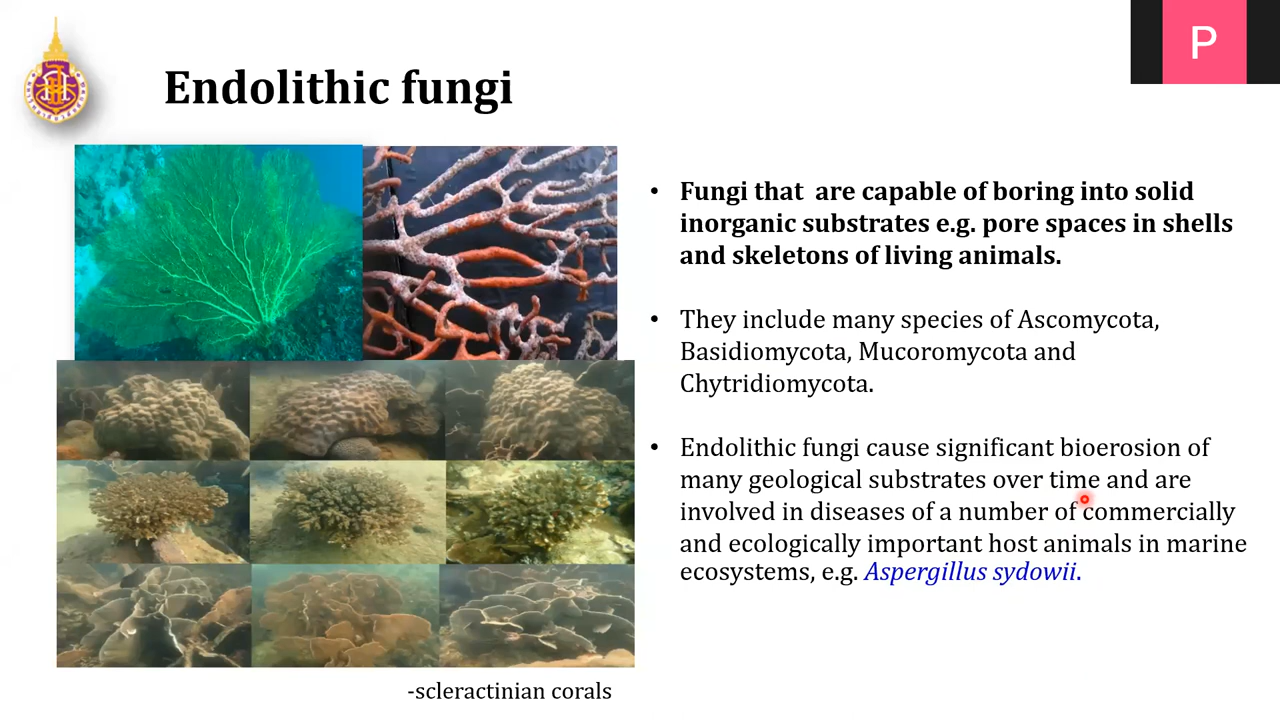 P
Endolithic fungi
• Fungi that are capable of boring into solid
inorganic substrates e.g. pore spaces in shells
and skeletons of living animals.
• They include many species of Ascomycota,
Basidiomycota, Mucoromycota and
Chytridiomycota.
• Endolithic fungi cause significant bioerosion of
many geological substrates over time and are
involved in diseases of a number of commercially
and ecologically important host animals in marine
ecosystems, e.g. Aspergillus sydowii.
-scleractinian corals